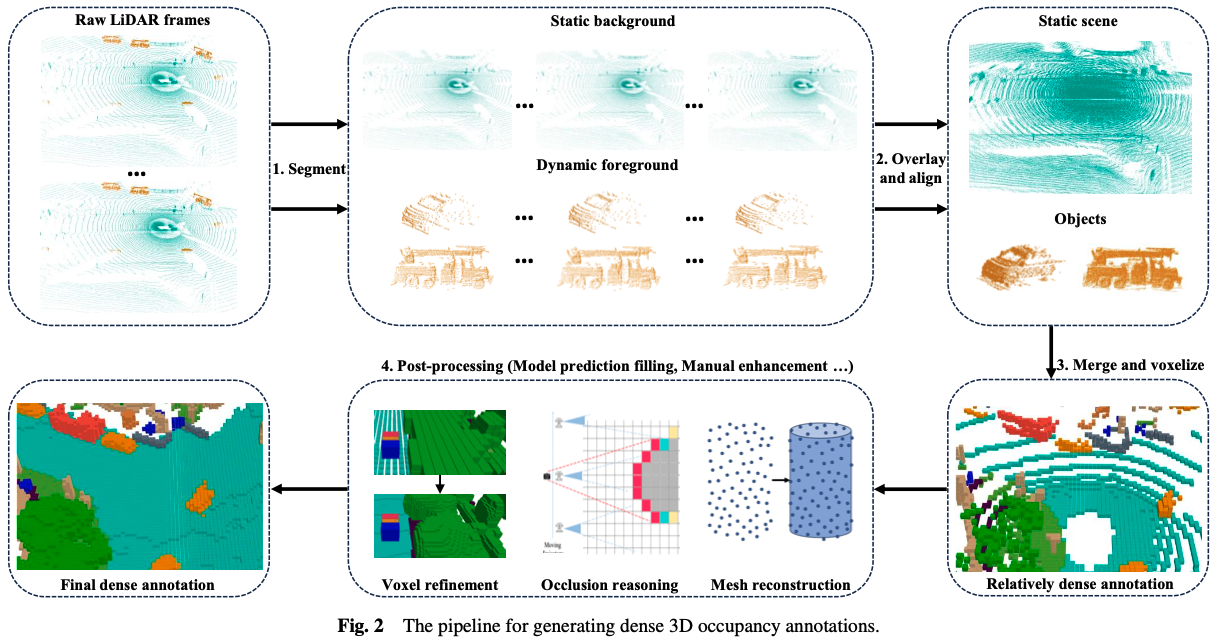 Raw LiDAR frames
...
1. Segment
Static background
... ...
Dynamic foreground
... ...
... ...
2. Overlay
and align
Static scene
Objects
3. Merge and voxelize
Relatively dense annotation
4. Post-processing (Model prediction filling, Manual enhancement …)
Voxel refinement
Moving
Occlusion reasoning
Mesh reconstruction
Final dense annotation
Fig. 2 The pipeline for generating dense 3D occupancy annotations.